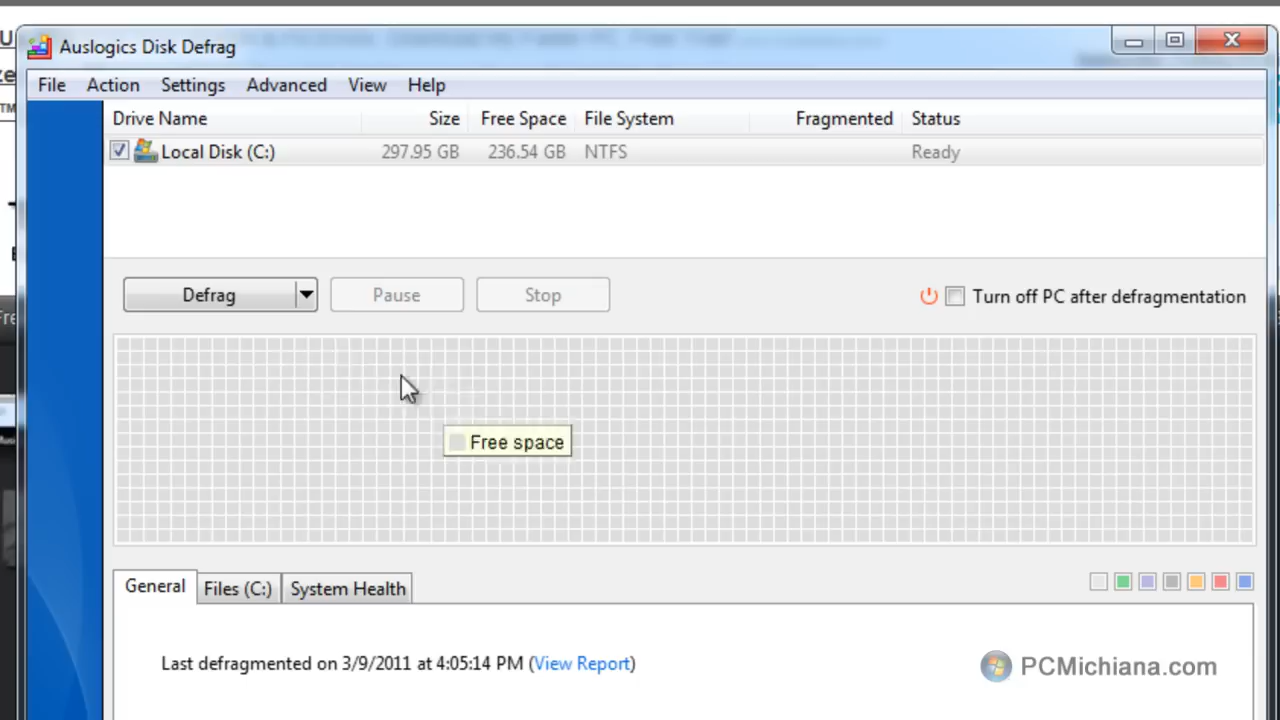 Auslogics Disk Defrag
File Action Settings Advanced View Help
Drive Name Size Free Space File System Fragmented Status
Local Disk (C:) 297.95 GB 236.54 GB NTFS Ready
Defrag Pause Stop Turn off PC after defragmentation
Free space
General Files (C:) System Health
Last defragmented on 3/9/2011 at 4:05:14 PM (View Report)
PCMichiana.com